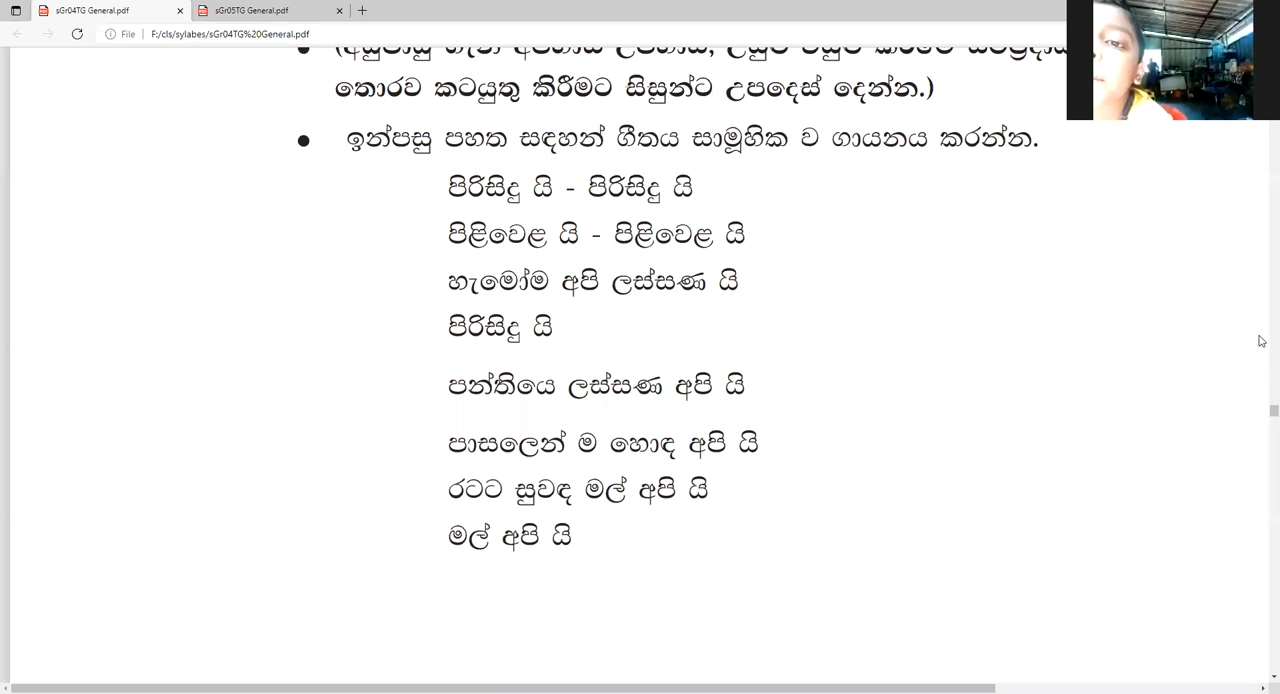 sGr04TG General.pdf
sGr05TG General.pdf
File
F:/cls/sylabes/sGr04TG%20General.pdf
තොරව කටයුතු කිරීමට සිසුන්ට උපදෙස් දෙන්න.)
● ඉන්පසු පහත සඳහන් ගීතය සාමූහික ව ගායනය කරන්න.
පිරිසිදු යි - පිරිසිදු යි
පිළිවෙළ යි - පිළිවෙළ යි
හැමෝම අපි ලස්සණ යි
පිරිසිදු යි
පන්තියෙ ලස්සණ අපි යි
පාසලෙන් ම හොඳ අපි යි
රටට සුවඳ මල් අපි යි
මල් අපි යි